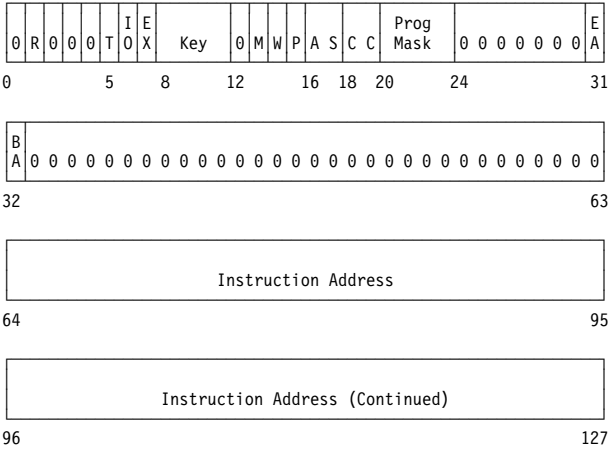 I E Prog E
0 R 0 0 0 T O X Key 0 M W P A S C C Mask 0 0 0 0 0 0 0 A
0 5 8 12 16 18 20 24 31
B
A 0 0 0 0 0 0 0 0 0 0 0 0 0 0 0 0 0 0 0 0 0 0 0 0 0 0 0 0 0 0 0
32 63
Instruction Address
64 95
Instruction Address (Continued)
96 127